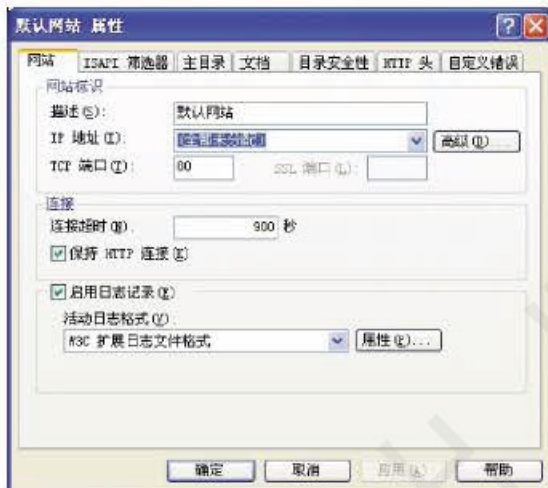 默认网站 属性
网站 ISAPI 筛选器 主目录 文档 目录安全性 HTTP 头 自定义错误
网站标识
描述(S): 默认网站
IP 地址(I): 高级(D)...
TCP 端口(T): 80 SSL 端口(L):
连接
连接超时(N): 900 秒
保持 HTTP 连接(K)
启用日志记录(E)
活动日志格式(V)
W3C 扩展日志文件格式 属性(P)...
确定 取消 应用(A) 帮助